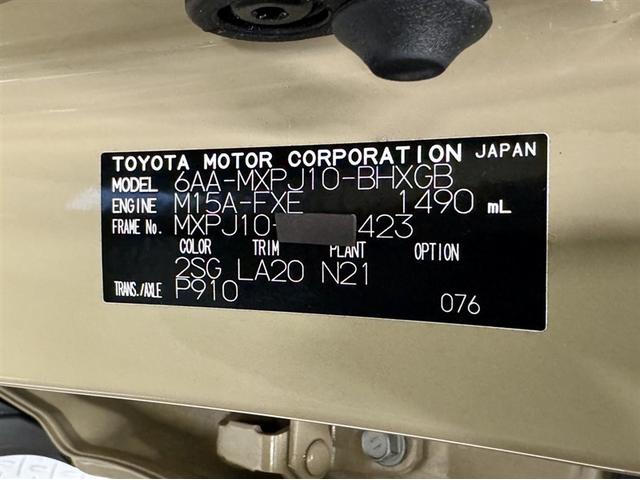 TOYOTA MOTOR CORPORATION JAPAN
MODEL 6AA-MXPJ10-BHXGB
ENGINE M15A-FXE 1490 mL
FRAME No. MXPJ10- 423
COLOR TRIM PLANT OPTION
2SG LA20 N21
TRANS./AXLE P910
076